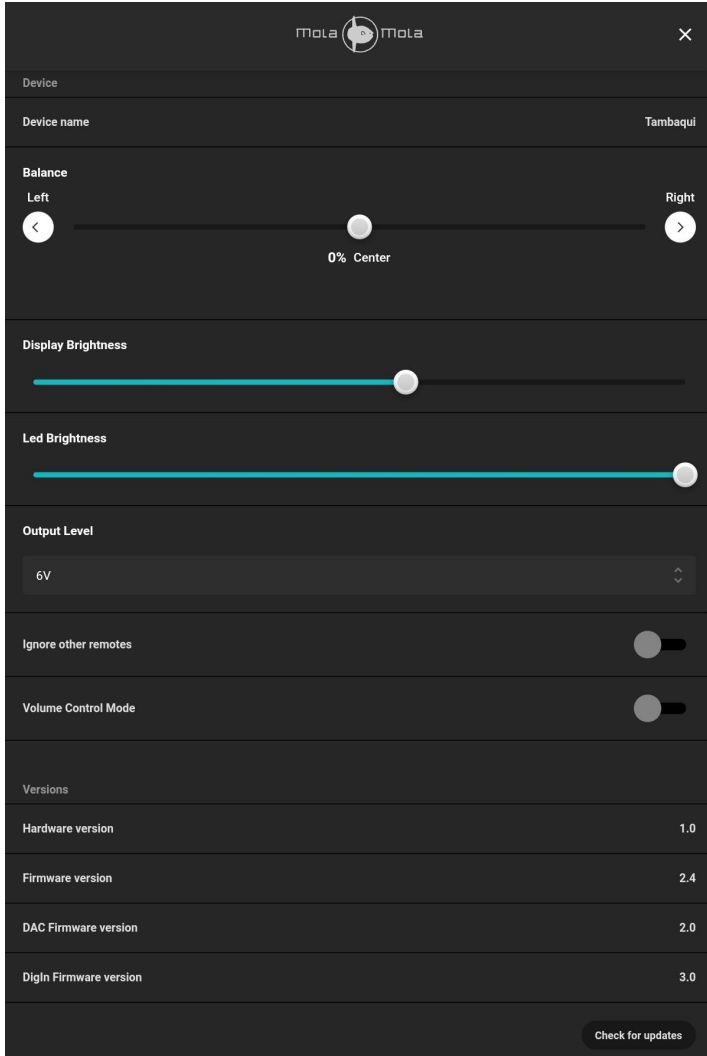 mola mola
Device
Device name Tambaqui
Balance
Left Right
0% Center
Display Brightness
Led Brightness
Output Level
6V
Ignore other remotes
Volume Control Mode
Versions
Hardware version 1.0
Firmware version 2.4
DAC Firmware version 2.0
DigIn Firmware version 3.0
Check for updates